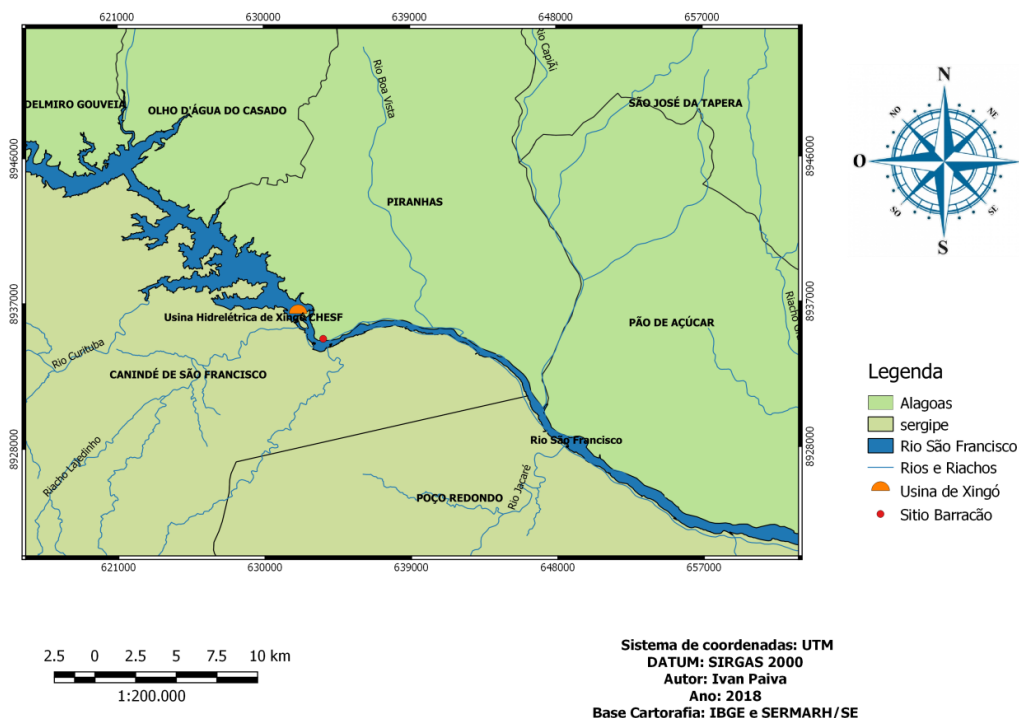 621000 630000 639000 648000 657000
DELMIRO GOUVEIA
OLHO D'ÁGUA DO CASADO
Rio Boa Vista
Rio CapiÃ­i
SÃO JOSÉ DA TAPERA
8946000
8946000
PIRANHAS
8937000
8937000
Usina Hidrelétrica de Xingó CHESF
PÃO DE AÇÚCAR
Rio Curituba
CANINDÉ DE SÃO FRANCISCO
8928000
8928000
Rio São Francisco
Riacho Lajedinho
POÇO REDONDO
Rio Jacaré
Riacho
621000 630000 639000 648000 657000
N
NO
NE
O
SO
SE
S
Legenda
Alagoas
sergipe
Rio São Francisco
Rios e Riachos
Usina de Xingó
Sitio Barracão
2.5 0 2.5 5 7.5 10 km
1:200.000
Sistema de coordenadas: UTM
DATUM: SIRGAS 2000
Autor: Ivan Paiva
Ano: 2018
Base Cartorafia: IBGE e SERMARH/SE